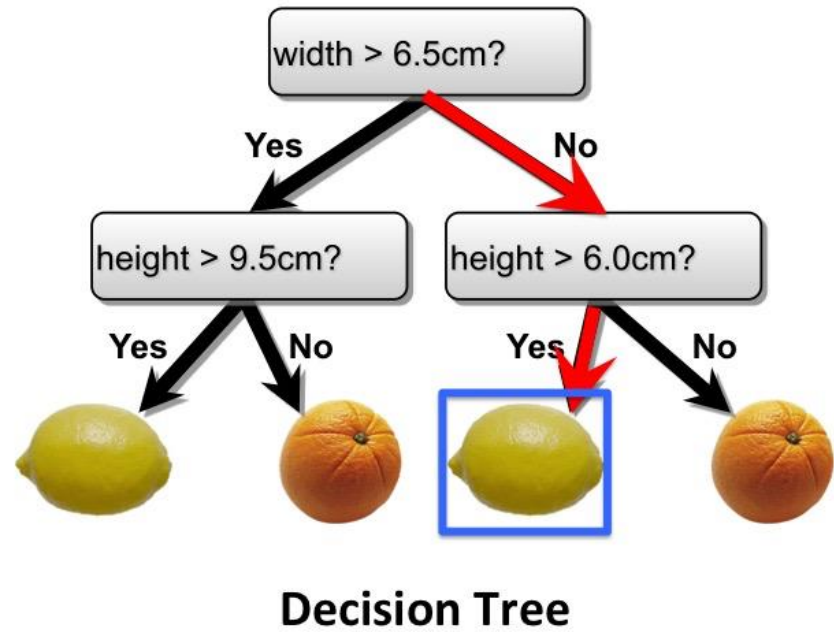 width > 6.5cm?
Yes
No
height > 9.5cm?
height > 6.0cm?
Yes
No
Yes
No
Decision Tree